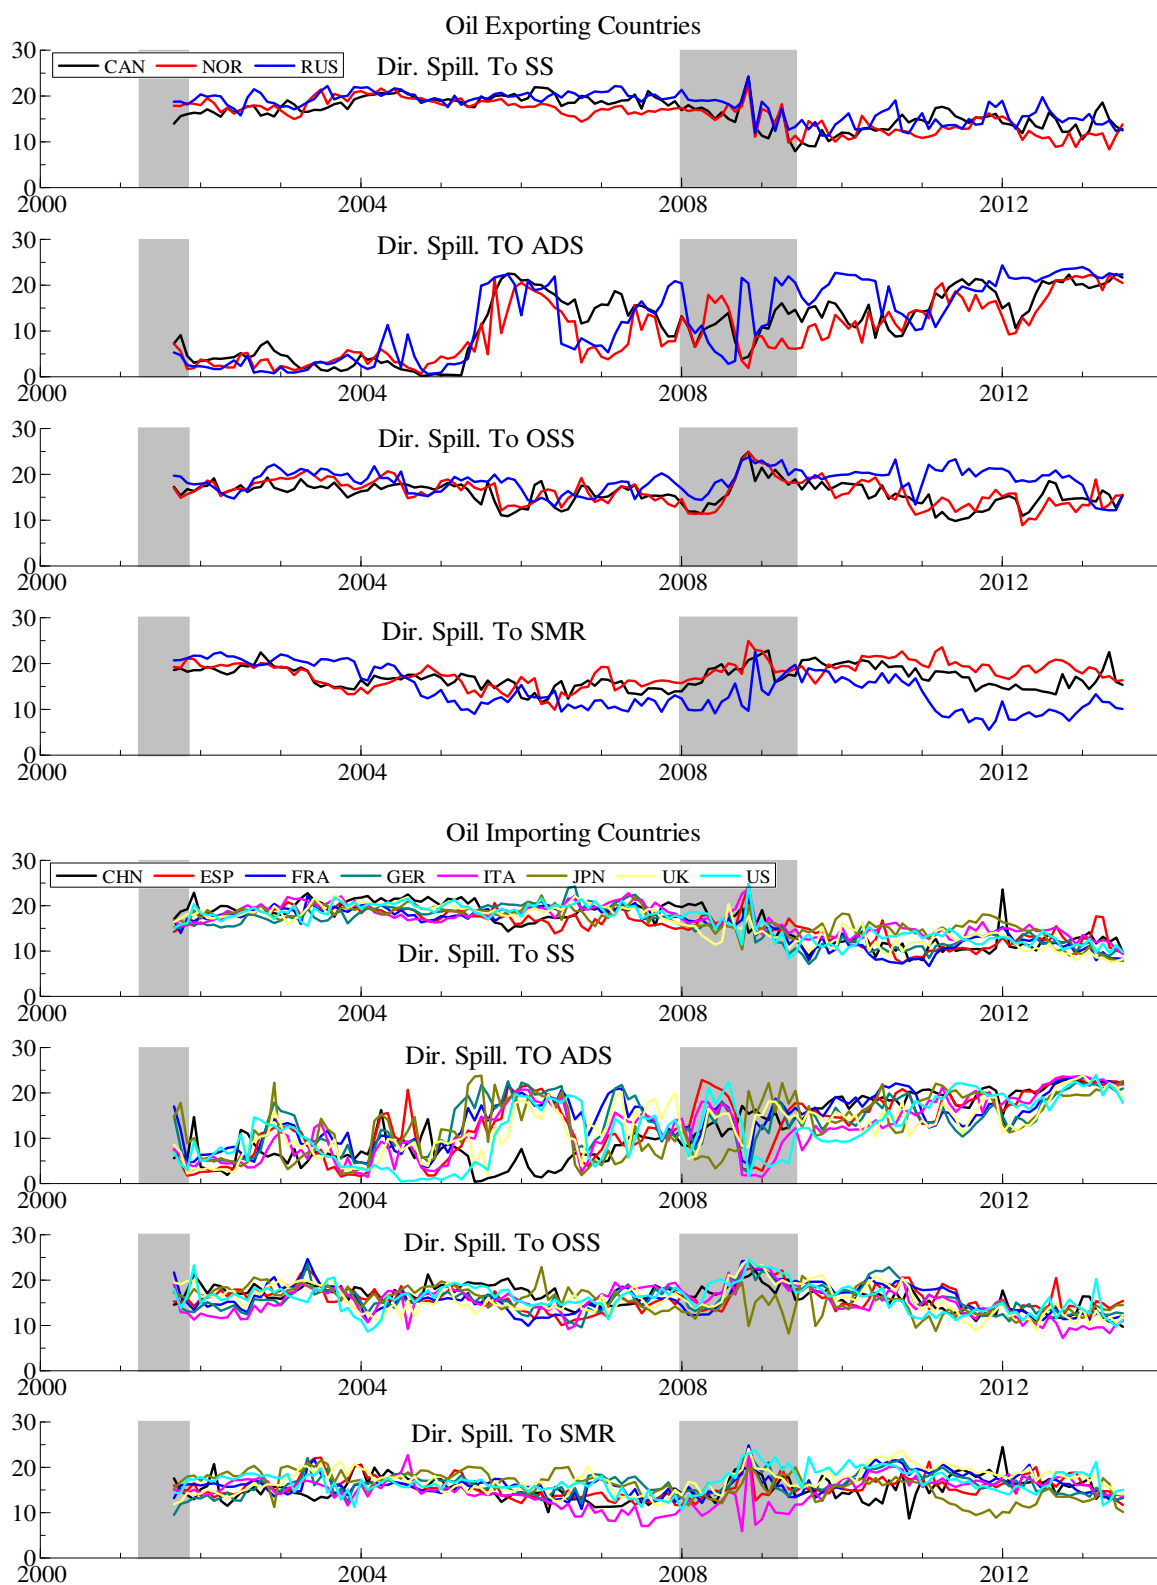 Oil Exporting Countries
30
CAN NOR RUS
Dir. Spill. To SS
20
10
0
2000 2004 2008 2012
30
Dir. Spill. TO ADS
20
10
0
2000 2004 2008 2012
30
Dir. Spill. To OSS
20
10
0
2000 2004 2008 2012
30
Dir. Spill. To SMR
20
10
0
2000 2004 2008 2012
Oil Importing Countries
30
CHN ESP FRA GER ITA JPN UK US
20
10
Dir. Spill. To SS
0
2000 2004 2008 2012
30
Dir. Spill. TO ADS
20
10
0
2000 2004 2008 2012
30
Dir. Spill. To OSS
20
10
0
2000 2004 2008 2012
30
Dir. Spill. To SMR
20
10
0
2000 2004 2008 2012